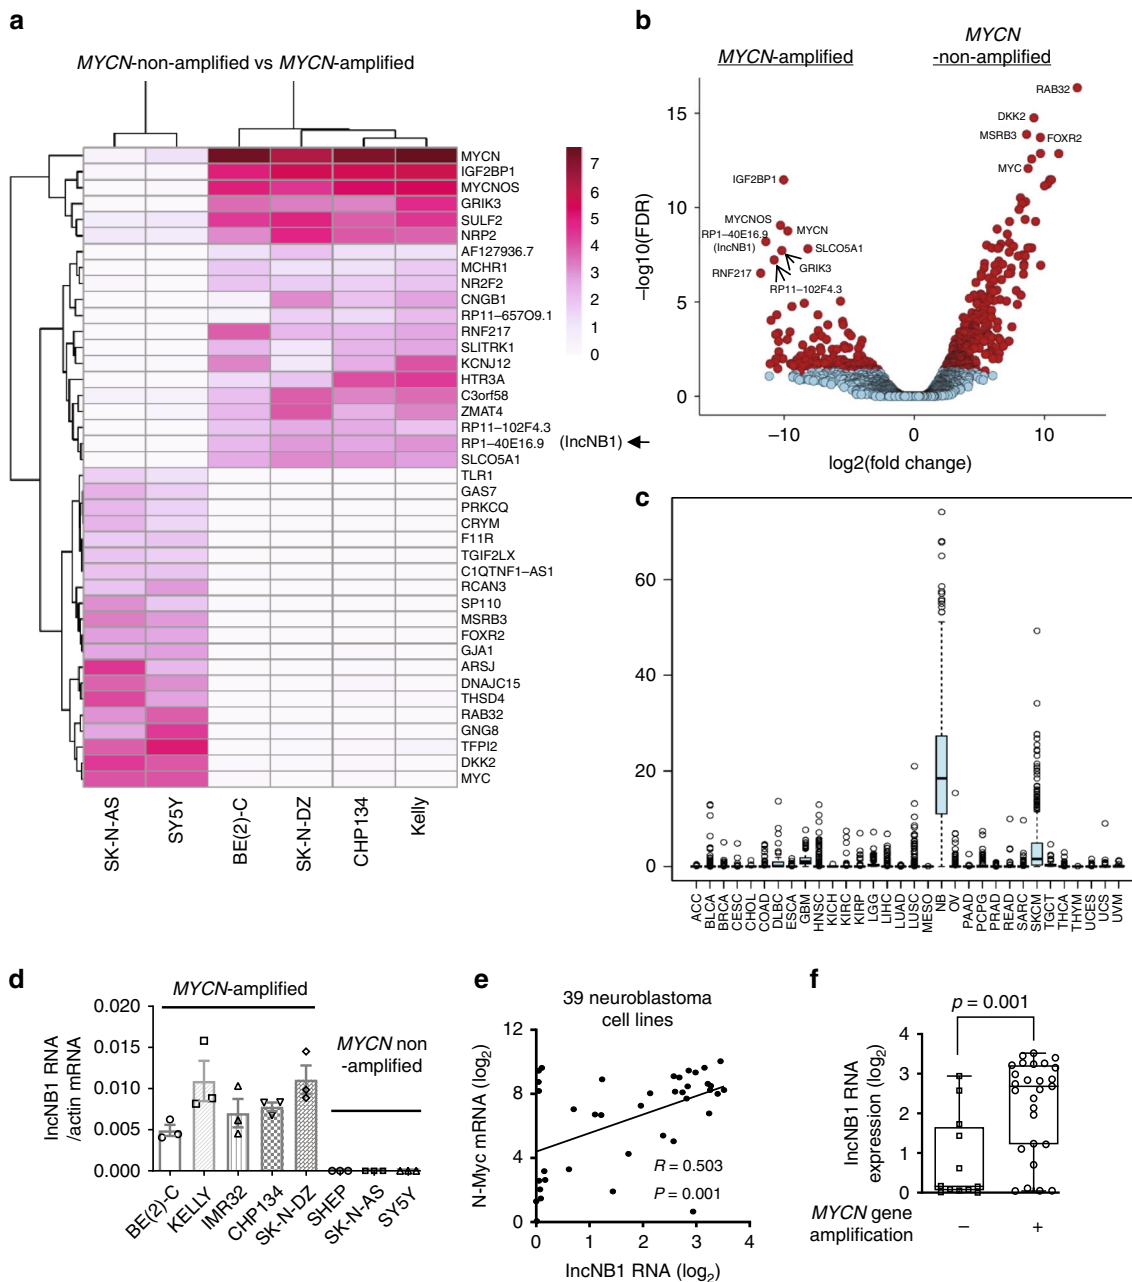 a
MYCN-non-amplified vs MYCN-amplified
MYCN
IGF2BP1
MYCNOS
GRIK3
SULF2
NRP2
AF127936.7
MCHR1
NR2F2
CNGB1
RP11–657O9.1
RNF217
SLITRK1
KCNJ12
HTR3A
C3orf58
ZMAT4
RP11–102F4.3
RP1–40E16.9 (lncNB1)
SLCO5A1
TLR1
GAS7
PRKCQ
CRYM
F11R
TGIF2LX
C1QTNF1–AS1
RCAN3
SP110
MSRB3
FOXR2
GJA1
ARSJ
DNAJC15
THSD4
RAB32
GNG8
TFPI2
DKK2
MYC
7
6
5
4
3
2
1
0
SK-N-AS
SY5Y
BE(2)-C
SK-N-DZ
CHP134
Kelly
b
MYCN-amplified
MYCN
-non-amplified
RAB32
DKK2
MSRB3
FOXR2
MYC
IGF2BP1
MYCNOS
MYCN
RP1–40E16.9
(lncNB1)
SLCO5A1
GRIK3
RNF217
RP11–102F4.3
–log10(FDR)
15
10
5
0
–10
0
10
log2(fold change)
c
60
40
20
0
ACC
BLCA
BRCA
CESC
CHOL
COAD
DLBC
ESCA
GBM
HNSC
KICH
KIRC
KIRP
LGG
LIHC
LUAD
LUSC
MESO
NB
OV
PAAD
PCPG
PRAD
READ
SARC
SKCM
TGCT
THCA
THYM
UCES
UCS
UVM
d
MYCN-amplified
MYCN non
-amplified
lncNB1 RNA
/actin mRNA
0.020
0.015
0.010
0.005
0.000
BE(2)-C
KELLY
IMR32
CHP134
SK-N-DZ
SHEP
SK-N-AS
SY5Y
e
39 neuroblastoma
cell lines
N-Myc mRNA (log2)
12
8
4
0
R = 0.503
P = 0.001
0
1
2
3
4
lncNB1 RNA (log2)
f
p = 0.001
lncNB1 RNA
expression (log2)
4
3
2
1
0
MYCN gene
amplification
–
+